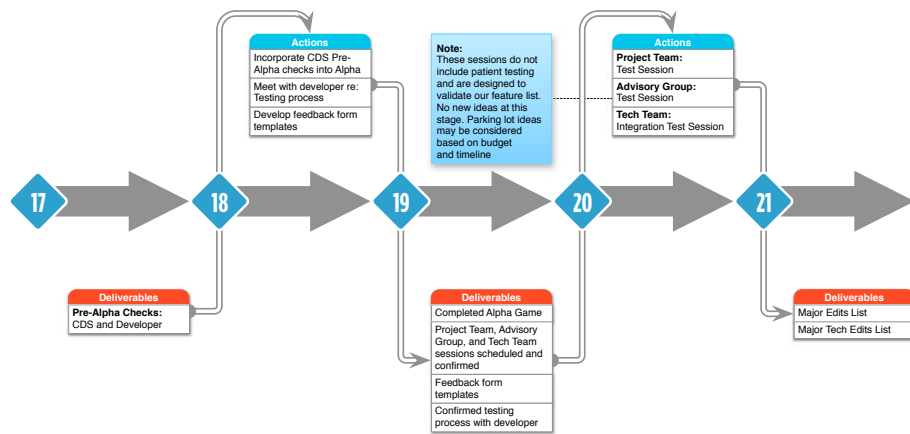 Actions
Incorporate CDS Pre-
Alpha checks into Alpha
Meet with developer re:
Testing process
Develop feedback form
templates
Note:
These sessions do not
include patient testing
and are designed to
validate our feature list.
No new ideas at this
stage. Parking lot ideas
may be considered
based on budget
and timeline
Actions
Project Team:
Test Session
Advisory Group:
Test Session
Tech Team:
Integration Test Session
17
18
19
20
21
Deliverables
Pre-Alpha Checks:
CDS and Developer
Deliverables
Completed Alpha Game
Project Team, Advisory
Group, and Tech Team
sessions scheduled and
confirmed
Feedback form
templates
Confirmed testing
process with developer
Deliverables
Major Edits List
Major Tech Edits List